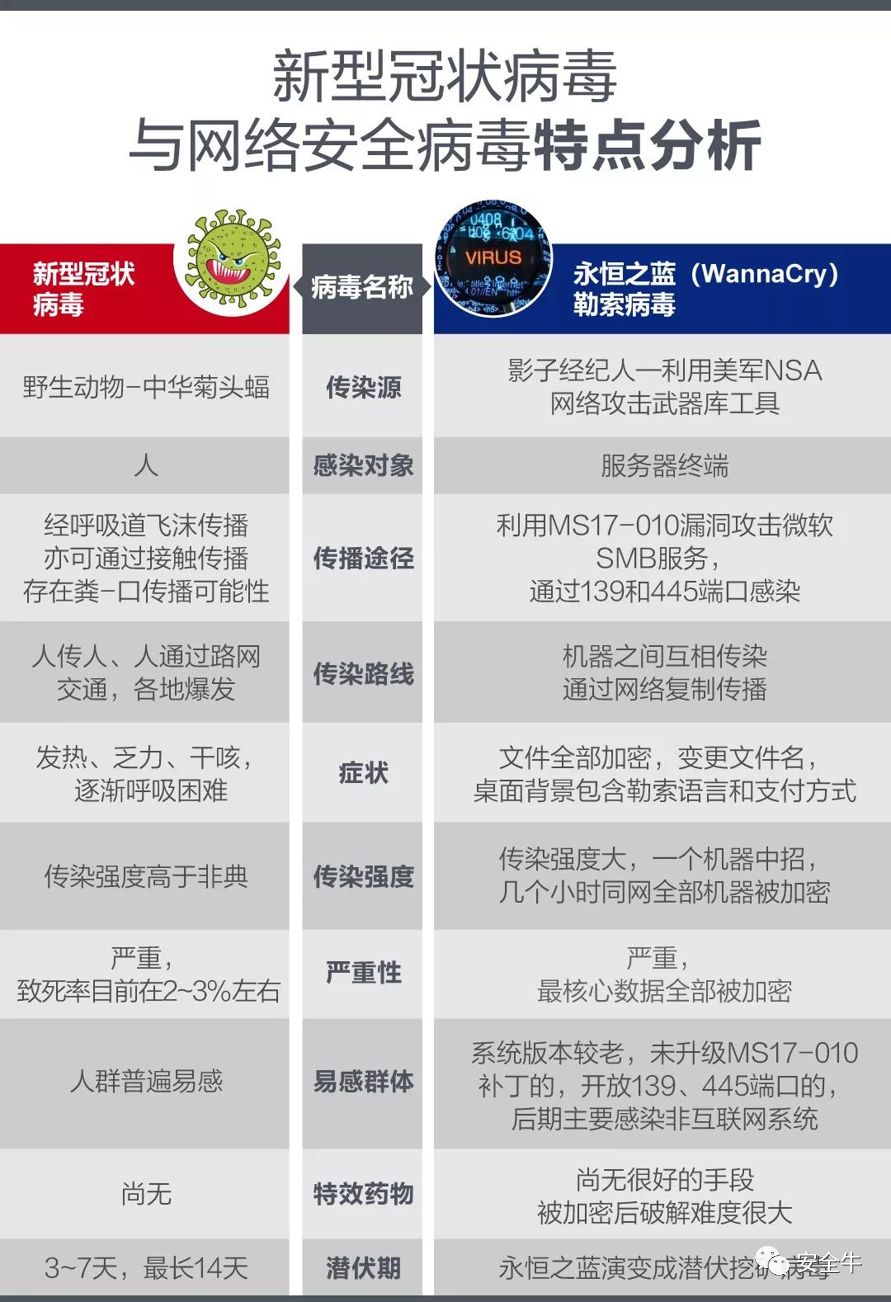 新型冠状病毒
与网络安全病毒特点分析
新型冠状
病毒
病毒名称
0408
VIRUS
永恒之蓝（WannaCry）
勒索病毒
野生动物-中华菊头蝠
传染源
影子经纪人—利用美军NSA
网络攻击武器库工具
人
感染对象
服务器终端
经呼吸道飞沫传播
亦可通过接触传播
存在粪-口传播可能性
传播途径
利用MS17-010漏洞攻击微软
SMB服务，
通过139和445端口感染
人传人、人通过路网
交通，各地爆发
传染路线
机器之间互相传染
通过网络复制传播
发热、乏力、干咳，
逐渐呼吸困难
症状
文件全部加密，变更文件名，
桌面背景包含勒索语言和支付方式
传染强度高于非典
传染强度
传染强度大，一个机器中招，
几个小时同网全部机器被加密
严重，
致死率目前在2~3%左右
严重性
严重，
最核心数据全部被加密
人群普遍易感
易感群体
系统版本较老，未升级MS17-010
补丁的，开放139、445端口的，
后期主要感染非互联网系统
尚无
特效药物
尚无很好的手段
被加密后破解难度很大
3~7天，最长14天
潜伏期
永恒之蓝演变成潜伏挖矿病毒
安全牛